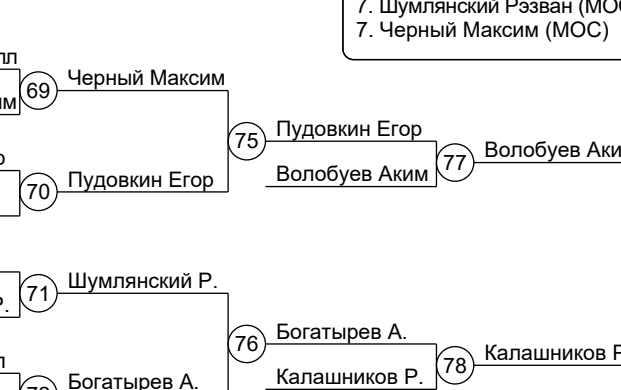 7. Шумлянский Рэзван (МОС
7. Черный Максим (МОС)
69
Черный Максим
75
Пудовкин Егор
Волобуев Аким
77
Волобуев Аки
70
Пудовкин Егор
71
Шумлянский Р.
76
Богатырев А.
Калашников Р.
78
Калашников Р
Богатырев А.